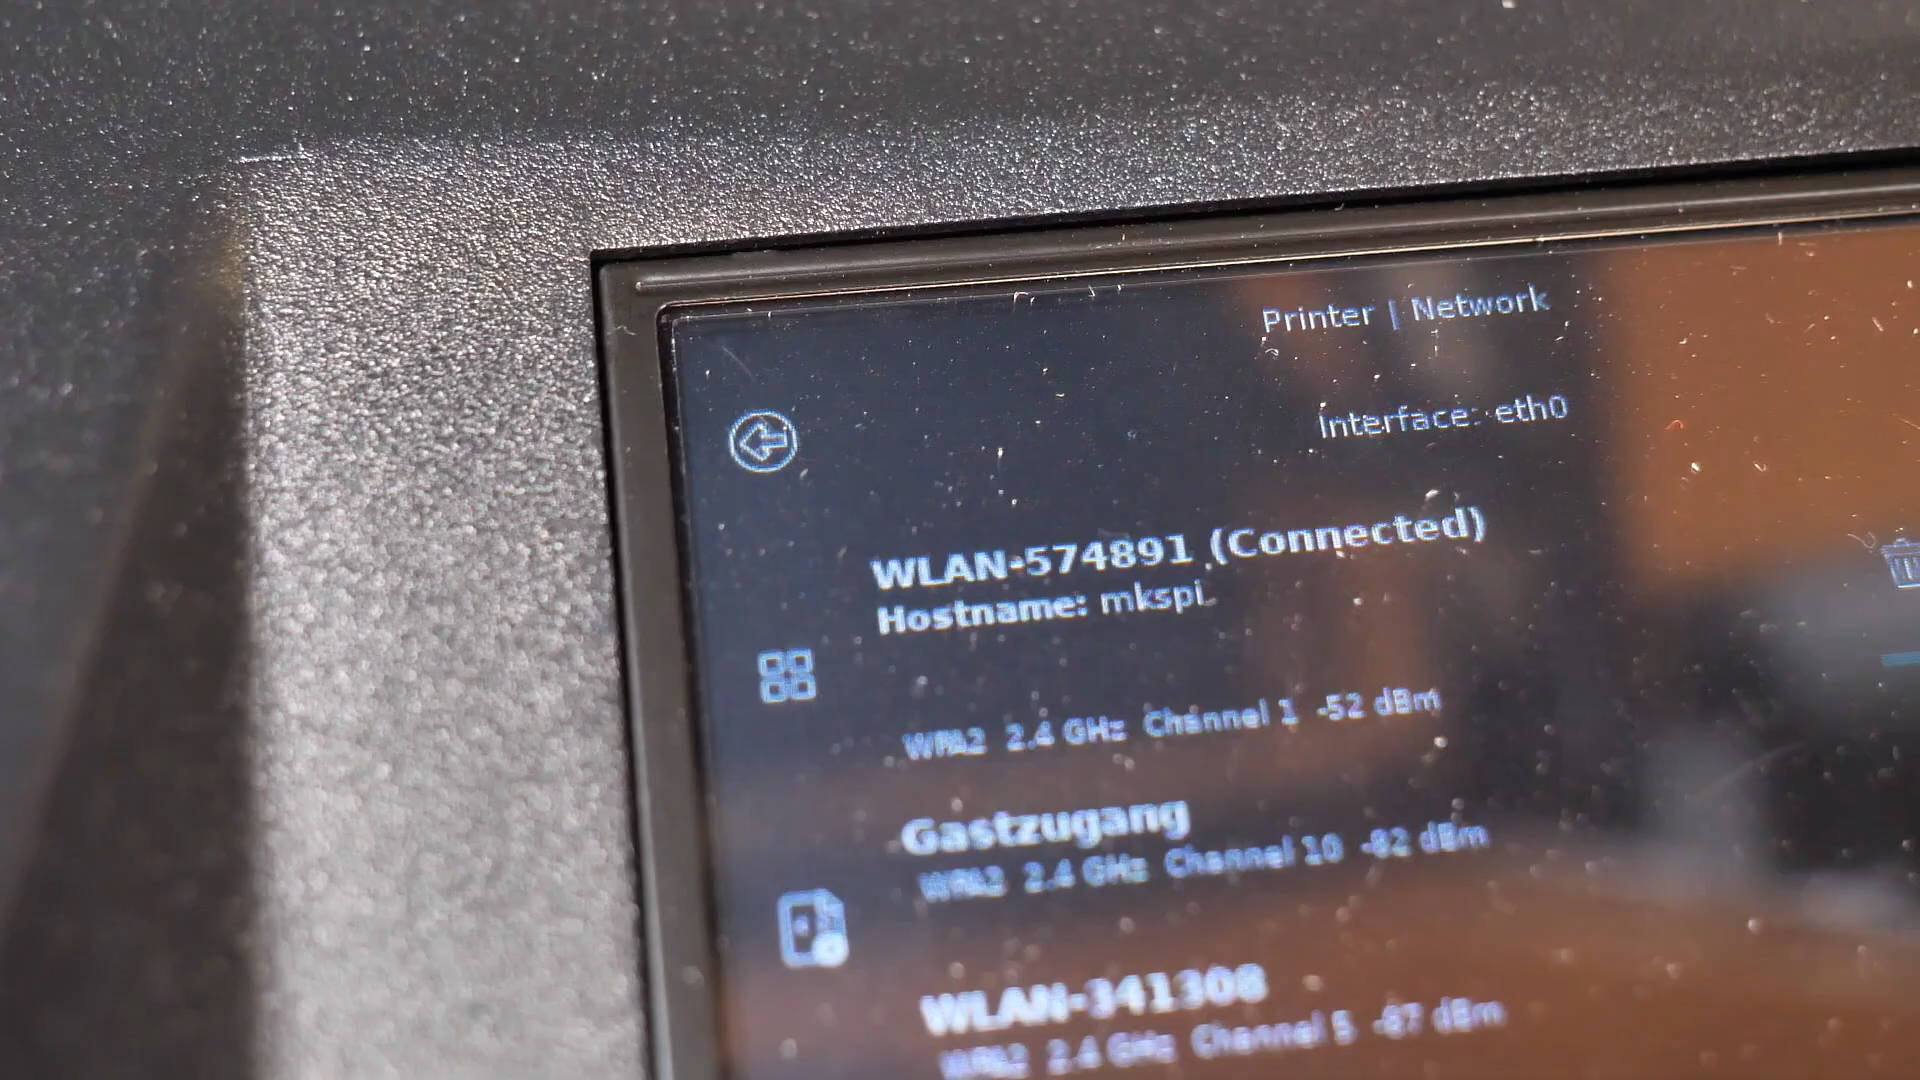 Printer | Network
Interface: eth0
WLAN-574891 (Connected)
Hostname: mkspi
WPA2 2.4 GHz Channel 1 -52 dBm
Gastzugang
WPA2 2.4 GHz Channel 10 -82 dBm
WLAN-341308
WPA2 2.4 GHz Channel 5 -87 dBm